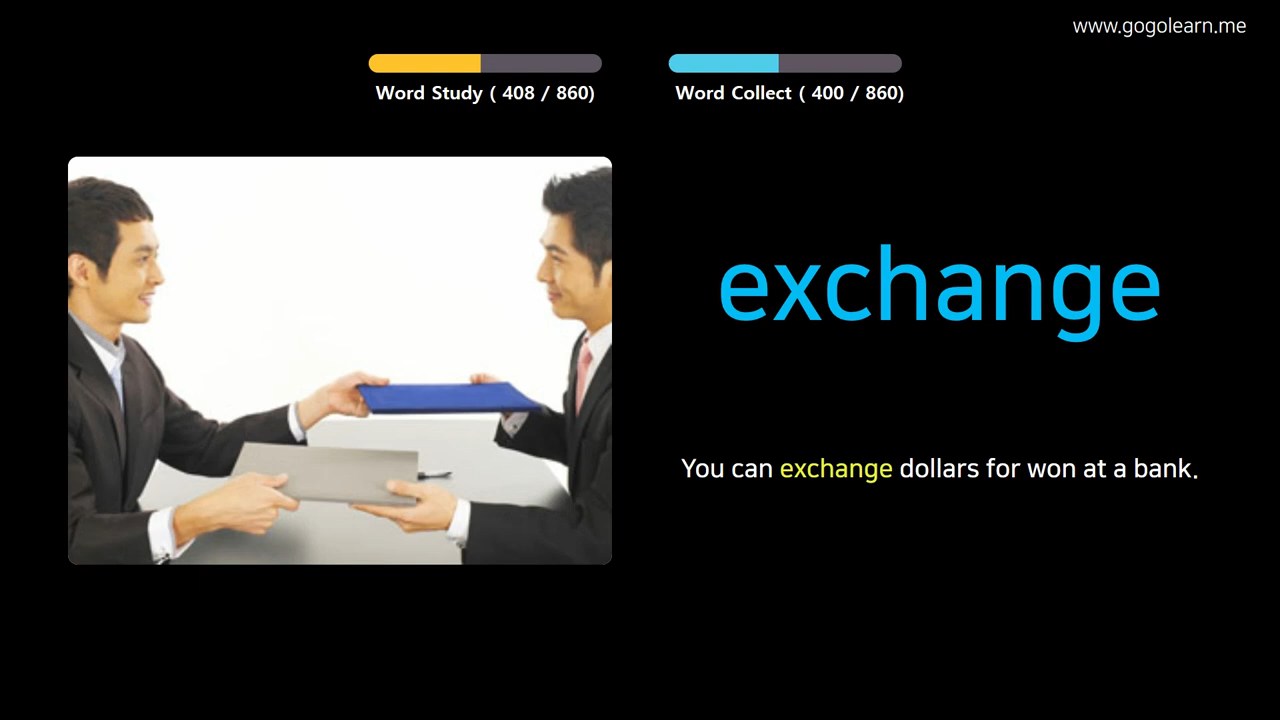 www.gogolearn.me
Word Study ( 408 / 860)
Word Collect ( 400 / 860)
exchange
You can exchange dollars for won at a bank.